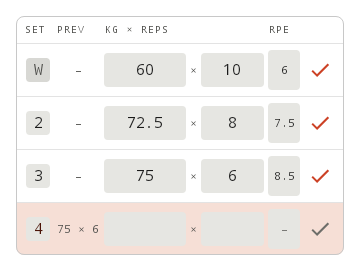 SET PREV KG × REPS RPE
W – 60 × 10 6
2 – 72.5 × 8 7.5
3 – 75 × 6 8.5
4 75 × 6 × –